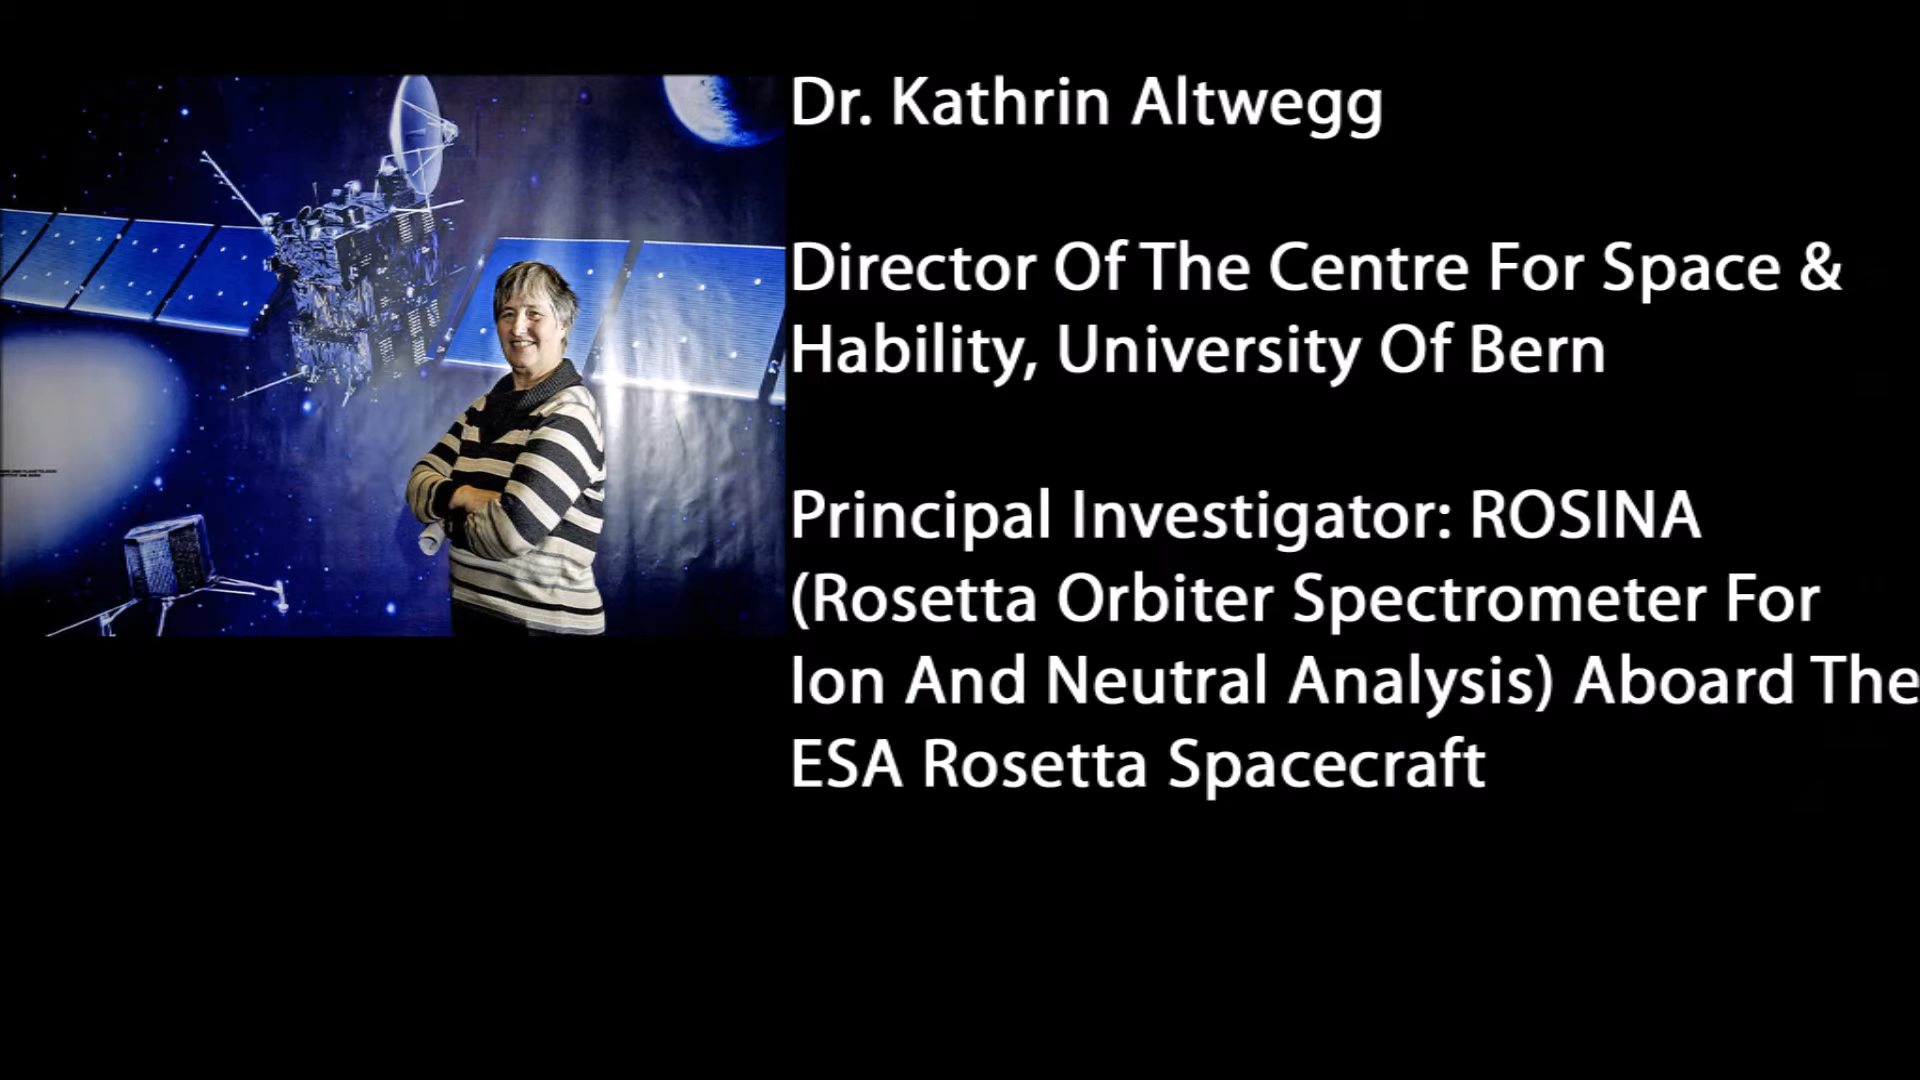 Dr. Kathrin Altwegg
Director Of The Centre For Space &
Hability, University Of Bern
Principal Investigator: ROSINA
(Rosetta Orbiter Spectrometer For
Ion And Neutral Analysis) Aboard The
ESA Rosetta Spacecraft